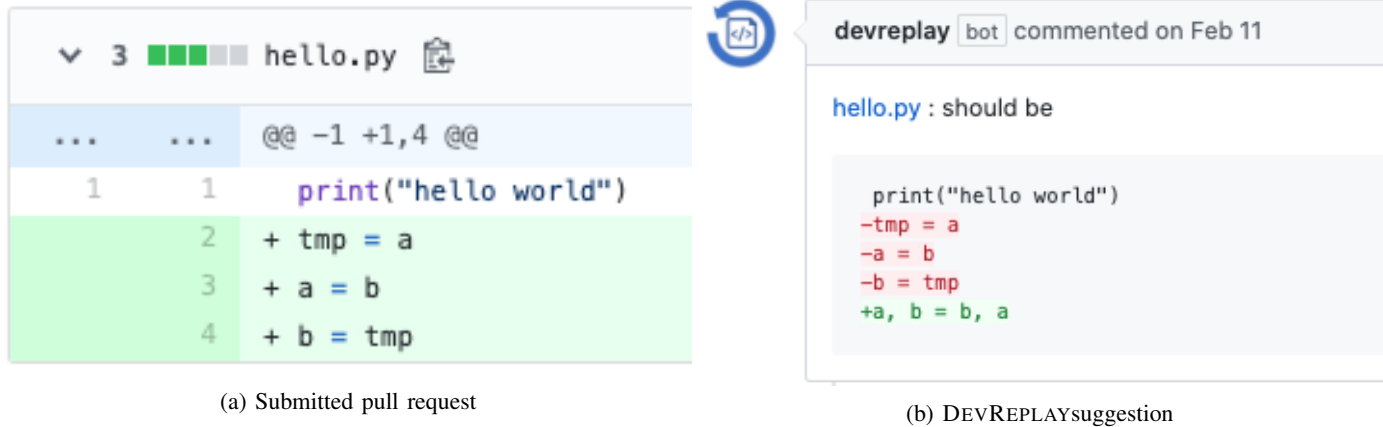 3 hello.py
... ... @@ -1 +1,4 @@
1 1 print("hello world")
2 + tmp = a
3 + a = b
4 + b = tmp
(a) Submitted pull request
</>
devreplay bot commented on Feb 11
hello.py : should be
print("hello world")
-tmp = a
-a = b
-b = tmp
+a, b = b, a
(b) DEVREPLAYsuggestion